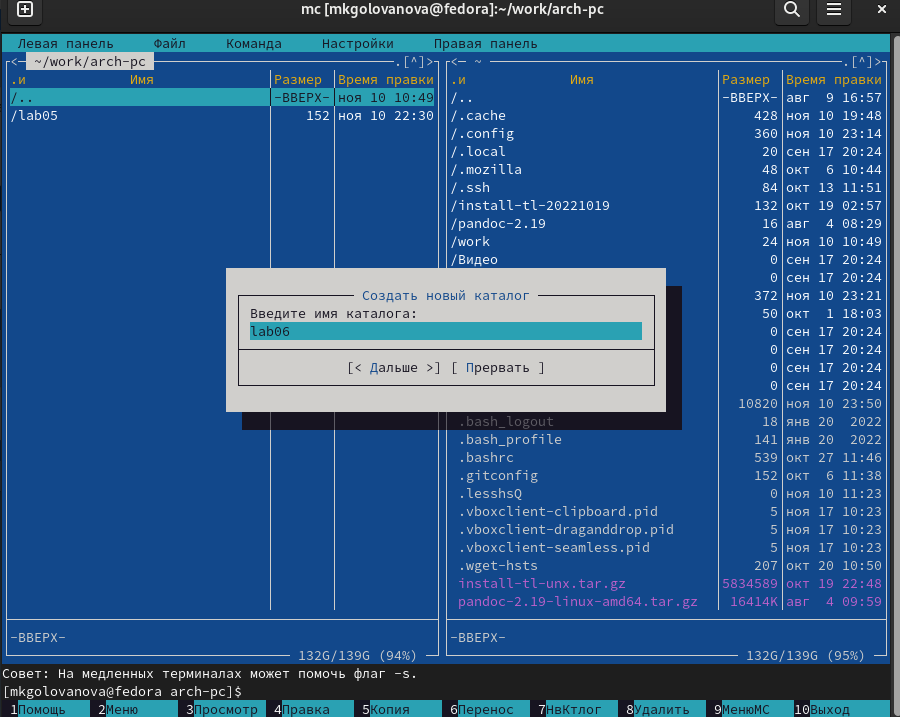 mc [mkgolovanova@fedora]:~/work/arch-pc
Левая панель Файл Команда Настройки Правая панель
<— ~/work/arch-pc .[^]> <— ~ .[^]>
.и Имя Размер Время правки .и Имя Размер Время правки
/.. -ВВЕРХ- ноя 10 10:49 /.. -ВВЕРХ- авг 9 16:57
/lab05 152 ноя 10 22:30 /.cache 428 ноя 10 19:48
/.config 360 ноя 10 23:14
/.local 20 сен 17 20:24
/.mozilla 48 окт 6 10:44
/.ssh 84 окт 13 11:51
/install-tl-20221019 132 окт 19 02:57
/pandoc-2.19 16 авг 4 08:29
/work 24 ноя 10 10:49
/Видео 0 сен 17 20:24
0 сен 17 20:24
Создать новый каталог 372 ноя 10 23:21
Введите имя каталога: 50 окт 1 18:03
lab06 0 сен 17 20:24
0 сен 17 20:24
[< Дальше >] [ Прервать ] 0 сен 17 20:24
0 сен 17 20:24
10820 ноя 10 23:50
.bash_logout 18 янв 20 2022
.bash_profile 141 янв 20 2022
.bashrc 539 окт 27 11:46
.gitconfig 152 окт 6 11:38
.lesshsQ 0 ноя 10 11:23
.vboxclient-clipboard.pid 5 ноя 17 10:23
.vboxclient-draganddrop.pid 5 ноя 17 10:23
.vboxclient-seamless.pid 5 ноя 17 10:23
.wget-hsts 207 окт 20 10:50
install-tl-unx.tar.gz 5834589 окт 19 22:48
pandoc-2.19-linux-amd64.tar.gz 16414K авг 4 09:59
-ВВЕРХ- -ВВЕРХ-
132G/139G (94%) 132G/139G (95%)
Совет: На медленных терминалах может помочь флаг -s.
[mkgolovanova@fedora arch-pc]$
1Помощь 2Меню 3Просмотр 4Правка 5Копия 6Перенос 7НвКтлог 8Удалить 9МенюMC 10Выход